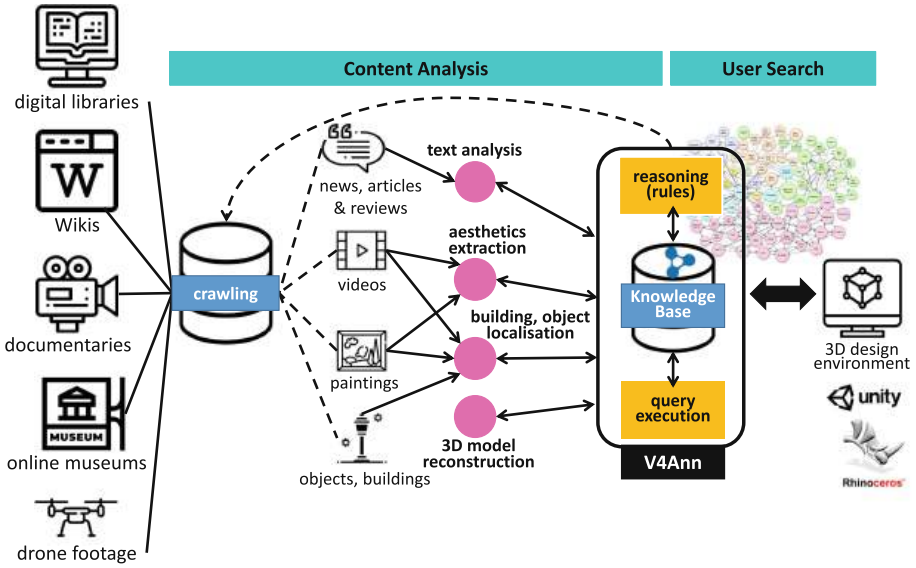 Content Analysis
User Search
digital libraries
W
Wikis
documentaries
MUSEUM
online museums
drone footage
crawling
news, articles
& reviews
videos
paintings
objects, buildings
text analysis
aesthetics
extraction
building, object
localisation
3D model
reconstruction
reasoning
(rules)
Knowledge
Base
query
execution
V4Ann
3D design
environment
unity
Rhinoceros